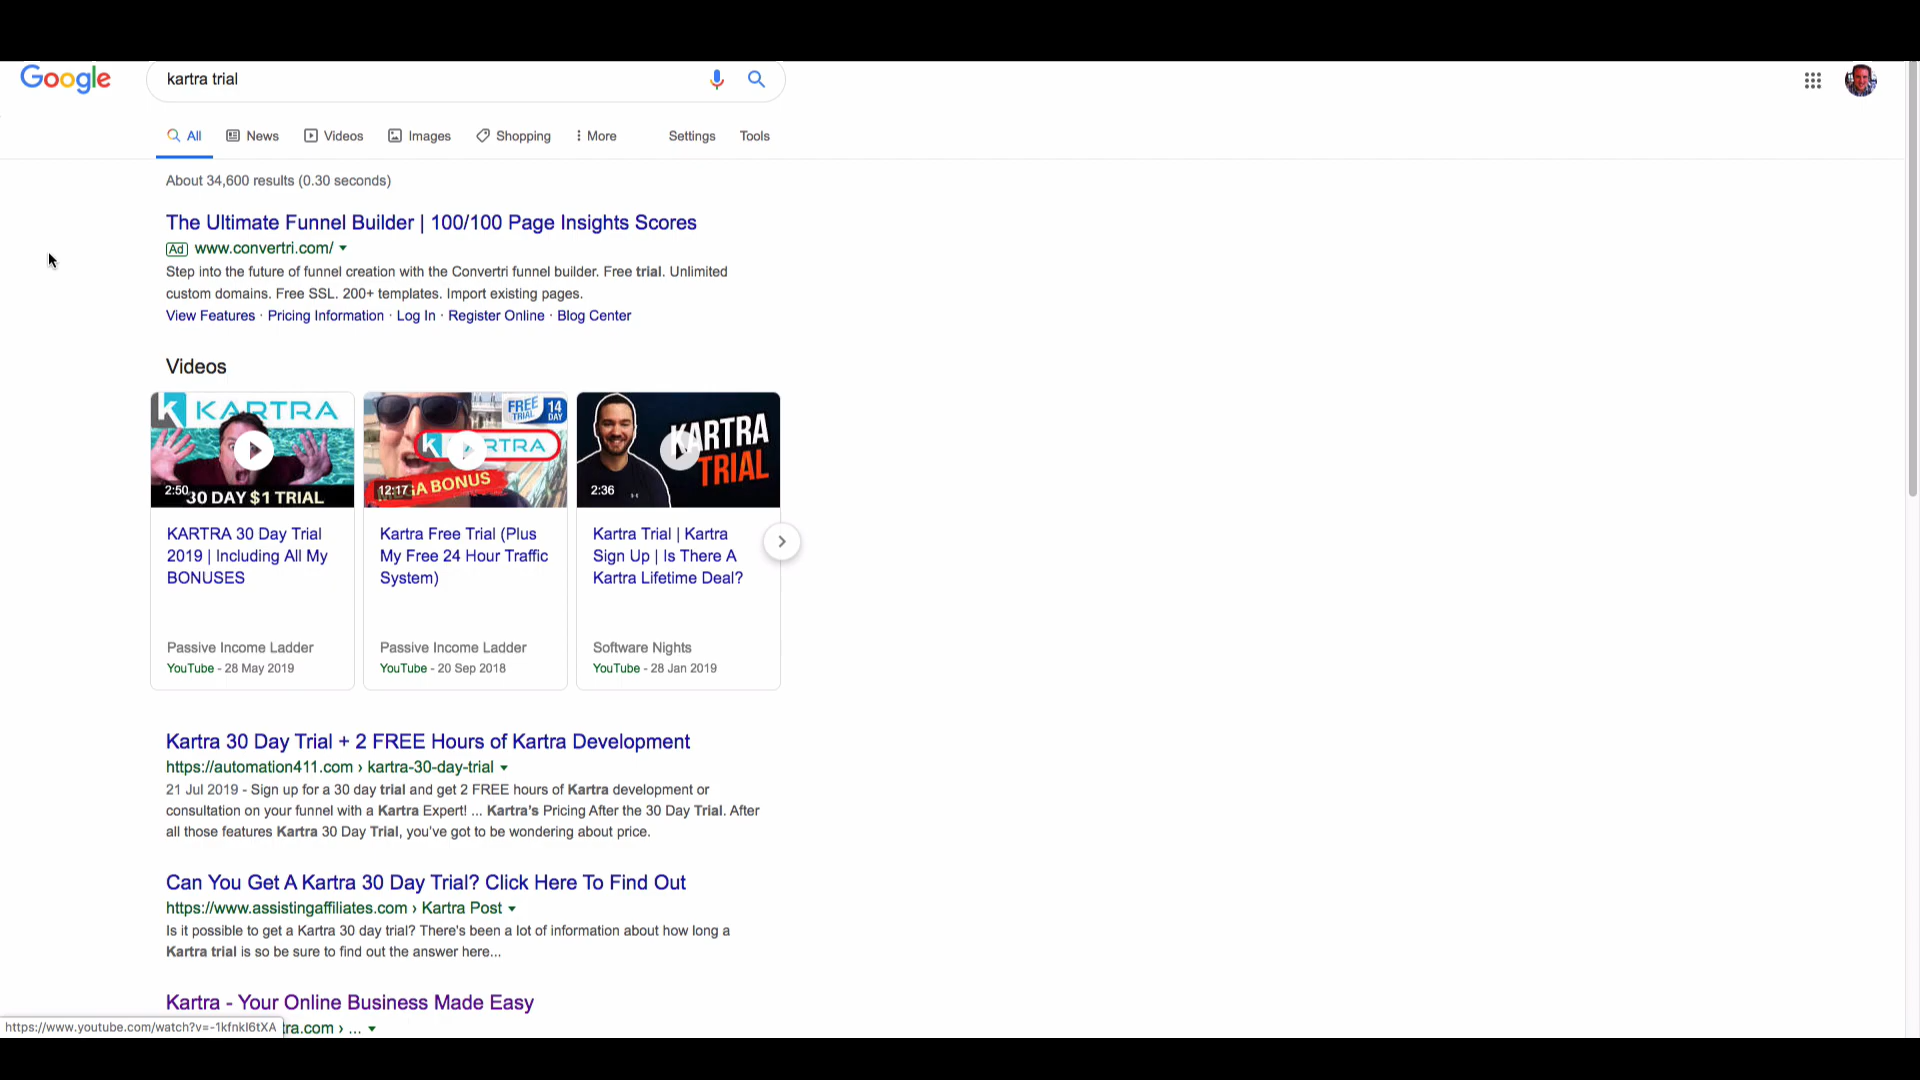 Google
kartra trial
All News Videos Images Shopping More Settings Tools
About 34,600 results (0.30 seconds)
The Ultimate Funnel Builder | 100/100 Page Insights Scores
Ad www.convertri.com/
Step into the future of funnel creation with the Convertri funnel builder. Free trial. Unlimited
custom domains. Free SSL. 200+ templates. Import existing pages.
View Features · Pricing Information · Log In · Register Online · Blog Center
Videos
KARTRA
2:50
30 DAY $1 TRIAL
KARTRA 30 Day Trial
2019 | Including All My
BONUSES
Passive Income Ladder
YouTube - 28 May 2019
FREE TRIAL 14 DAY
12:17
BONUS
Kartra Free Trial (Plus
My Free 24 Hour Traffic
System)
Passive Income Ladder
YouTube - 20 Sep 2018
KARTRA
TRIAL
2:36
Kartra Trial | Kartra
Sign Up | Is There A
Kartra Lifetime Deal?
Software Nights
YouTube - 28 Jan 2019
Kartra 30 Day Trial + 2 FREE Hours of Kartra Development
https://automation411.com › kartra-30-day-trial
21 Jul 2019 - Sign up for a 30 day trial and get 2 FREE hours of Kartra development or
consultation on your funnel with a Kartra Expert! ... Kartra's Pricing After the 30 Day Trial. After
all those features Kartra 30 Day Trial, you've got to be wondering about price.
Can You Get A Kartra 30 Day Trial? Click Here To Find Out
https://www.assistingaffiliates.com › Kartra Post
Is it possible to get a Kartra 30 day trial? There's been a lot of information about how long a
Kartra trial is so be sure to find out the answer here...
Kartra - Your Online Business Made Easy
https://www.youtube.com/watch?v=-1kfnkI6tXA tra.com › ...